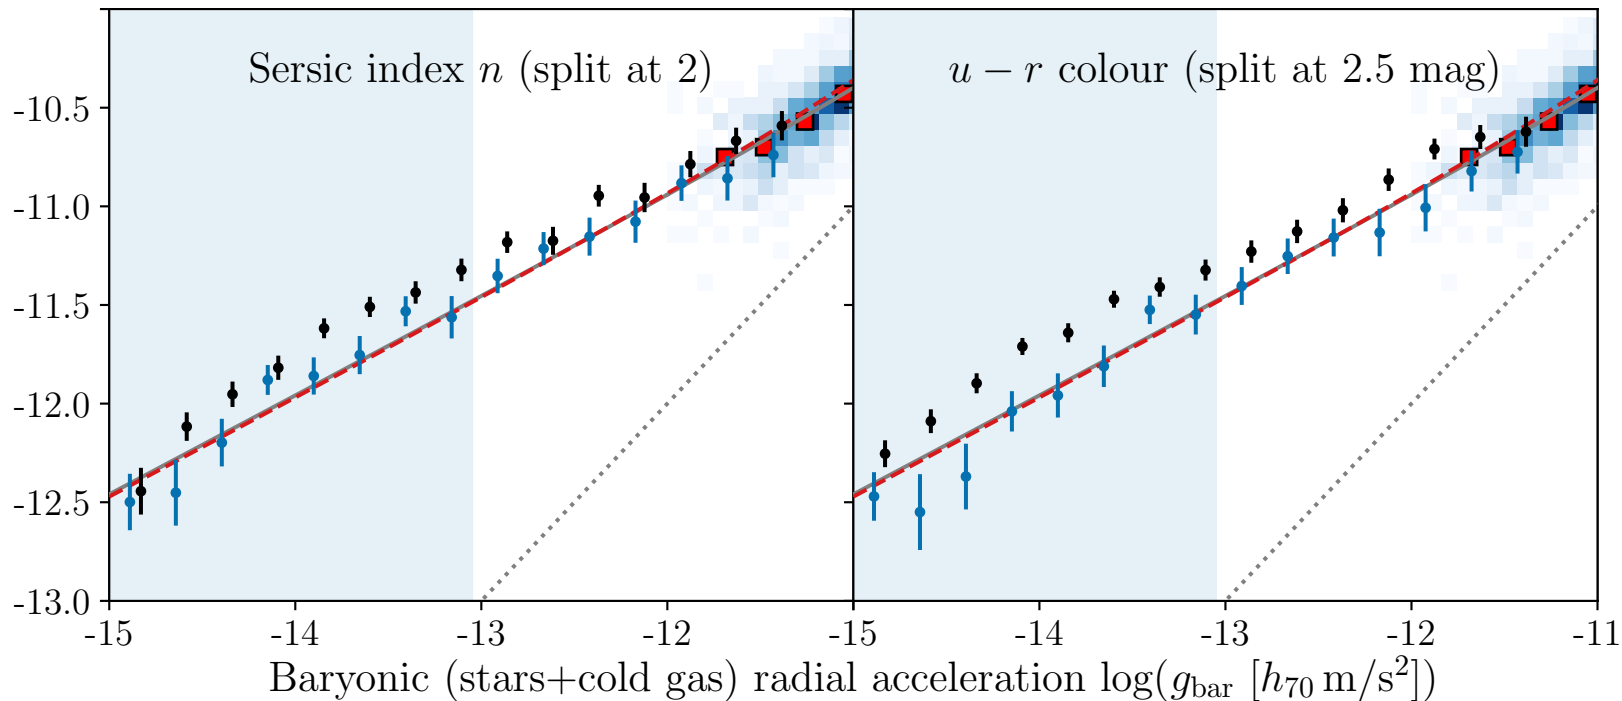 Sersic index n (split at 2)
u − r colour (split at 2.5 mag)
-10.5
-11.0
-11.5
-12.0
-12.5
-13.0
-15 -14 -13 -12 -15 -14 -13 -12 -11
Baryonic (stars+cold gas) radial acceleration log(g_bar [h_70 m/s²])